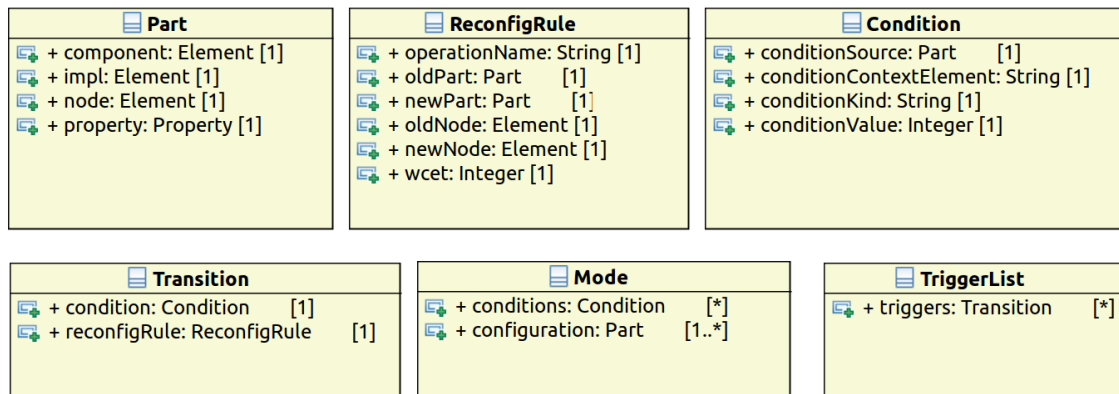 Part
+ component: Element [1]
+ impl: Element [1]
+ node: Element [1]
+ property: Property [1]
ReconfigRule
+ operationName: String [1]
+ oldPart: Part [1]
+ newPart: Part [1]
+ oldNode: Element [1]
+ newNode: Element [1]
+ wcet: Integer [1]
Condition
+ conditionSource: Part [1]
+ conditionContextElement: String [1]
+ conditionKind: String [1]
+ conditionValue: Integer [1]
Transition
+ condition: Condition [1]
+ reconfigRule: ReconfigRule [1]
Mode
+ conditions: Condition [*]
+ configuration: Part [1..*]
TriggerList
+ triggers: Transition [*]